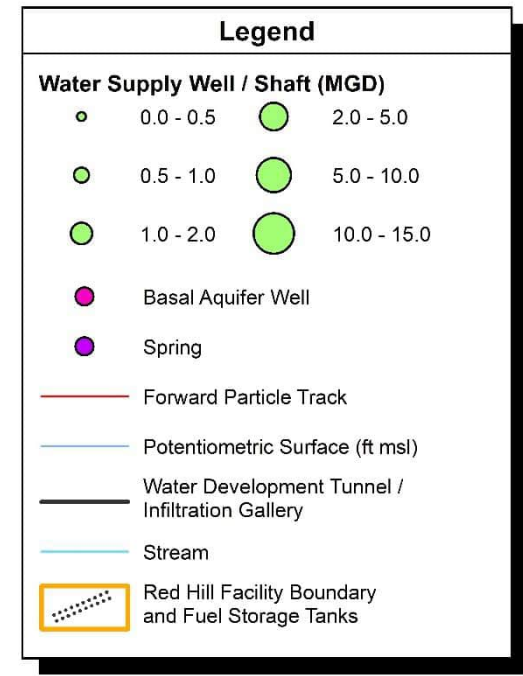 Legend
Water Supply Well / Shaft (MGD)
0.0 - 0.5 2.0 - 5.0
0.5 - 1.0 5.0 - 10.0
1.0 - 2.0 10.0 - 15.0
Basal Aquifer Well
Spring
Forward Particle Track
Potentiometric Surface (ft msl)
Water Development Tunnel /
Infiltration Gallery
Stream
Red Hill Facility Boundary
and Fuel Storage Tanks